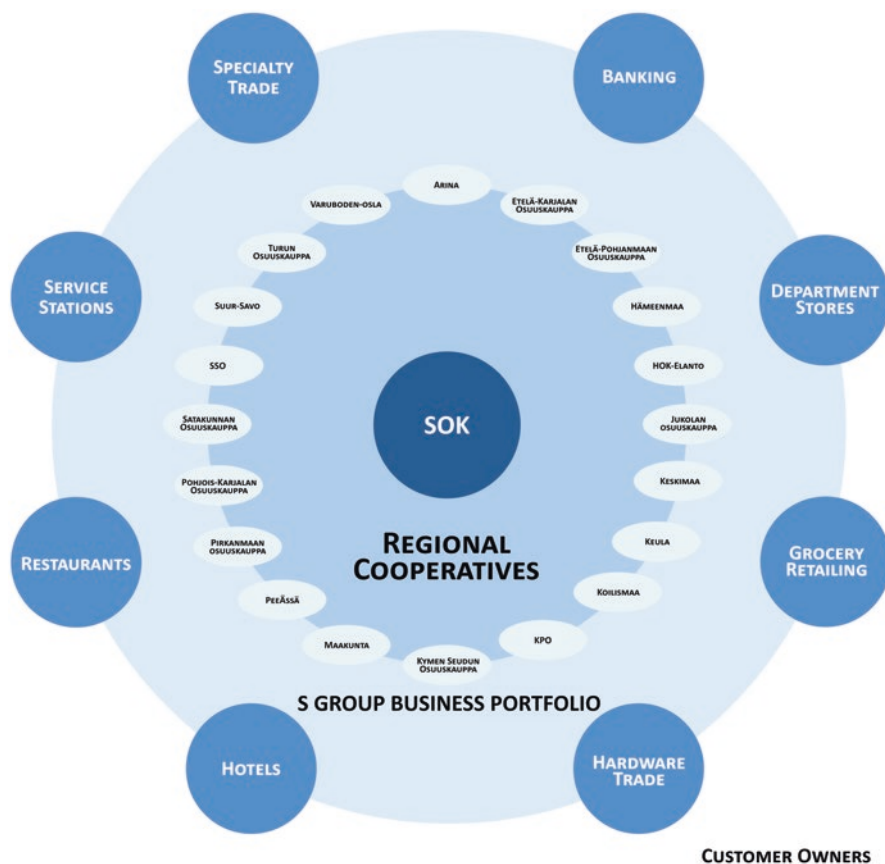 SPECIALTY
TRADE
BANKING
ARINA
VARUBODEN-OSLA
ETELÄ-KARJALAN
OSUUSKAUPPA
TURUN
OSUUSKAUPPA
ETELÄ-POHJANMAAN
OSUUSKAUPPA
SERVICE
STATIONS
SUUR-SAVO
HÄMEENMAA
DEPARTMENT
STORES
SSO
HOK-ELANTO
SATAKUNNAN
OSUUSKAUPPA
SOK
JUKOLAN
OSUUSKAUPPA
POHJOIS-KARJALAN
OSUUSKAUPPA
KESKIMAA
PIRKANMAAN
OSUUSKAUPPA
REGIONAL
COOPERATIVES
KEULA
RESTAURANTS
GROCERY
RETAILING
PEEÄSSÄ
KOILISMAA
MAAKUNTA
KPO
KYMEN SEUDUN
OSUUSKAUPPA
S GROUP BUSINESS PORTFOLIO
HOTELS
HARDWARE
TRADE
CUSTOMER OWNERS